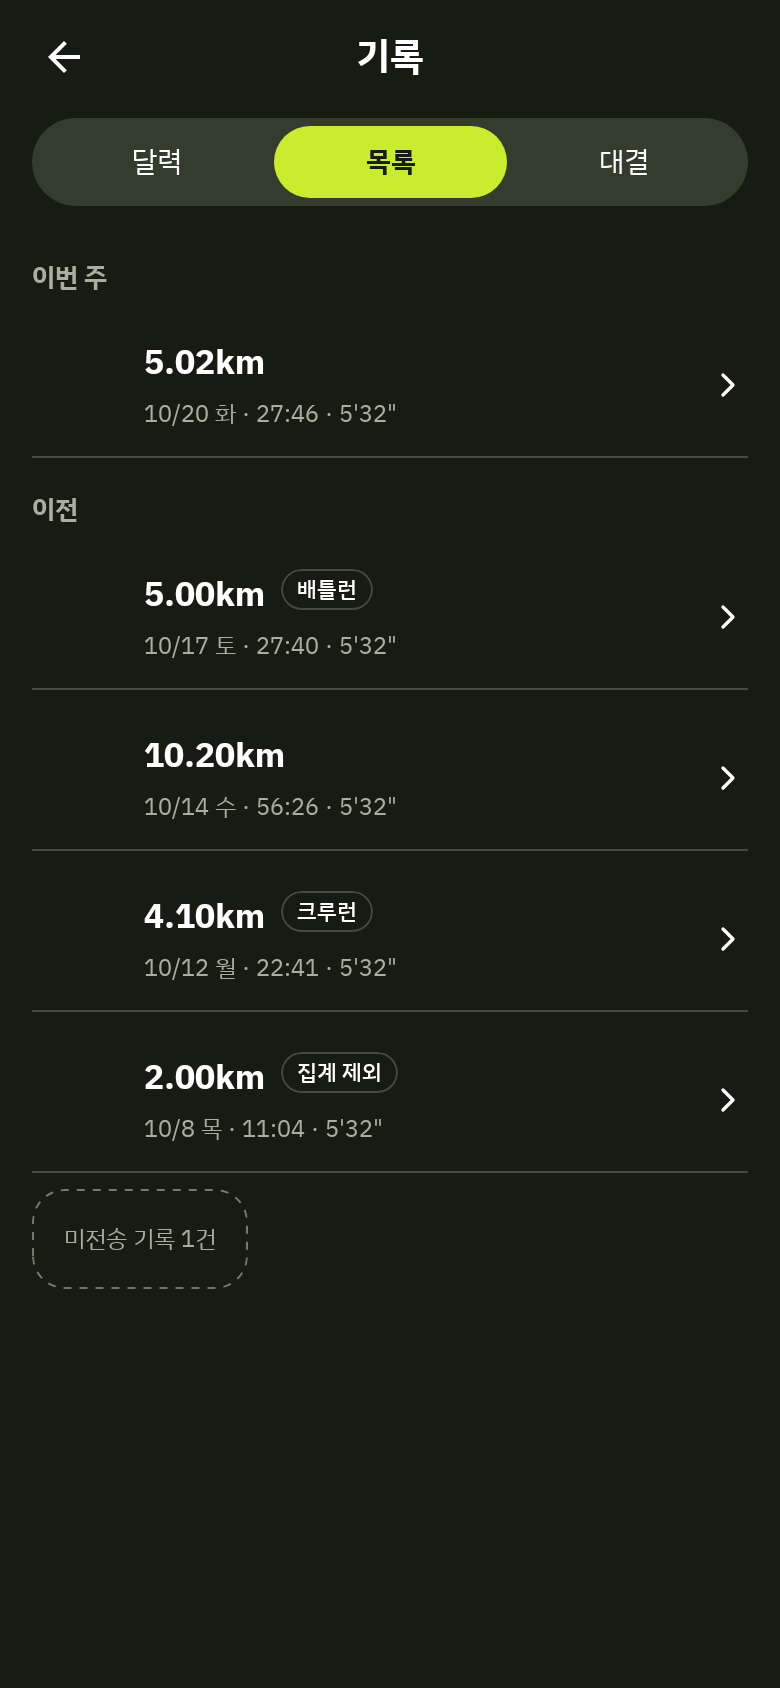 기록
달력 목록 대결
이번 주
5.02km
10/20 화 · 27:46 · 5'32"
이전
5.00km 배틀런
10/17 토 · 27:40 · 5'32"
10.20km
10/14 수 · 56:26 · 5'32"
4.10km 크루런
10/12 월 · 22:41 · 5'32"
2.00km 집계 제외
10/8 목 · 11:04 · 5'32"
미전송 기록 1건